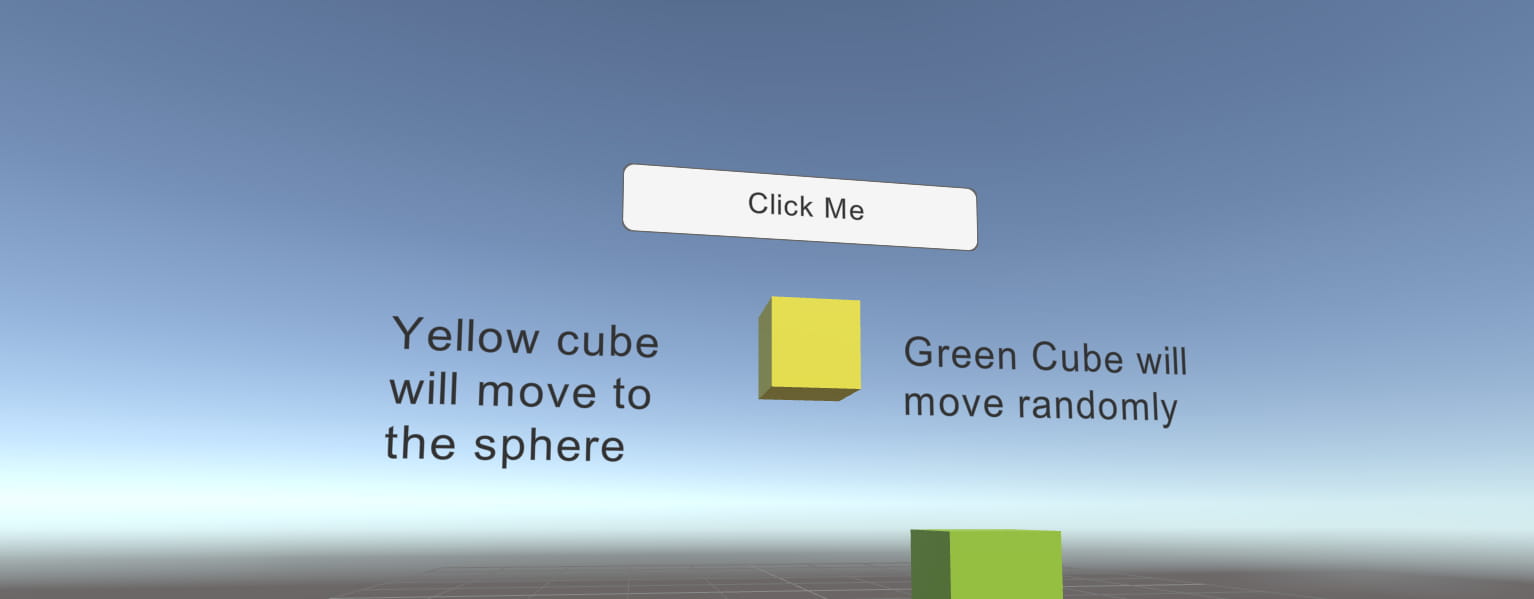 Click Me
Yellow cube
will move to
the sphere
Green Cube will
move randomly